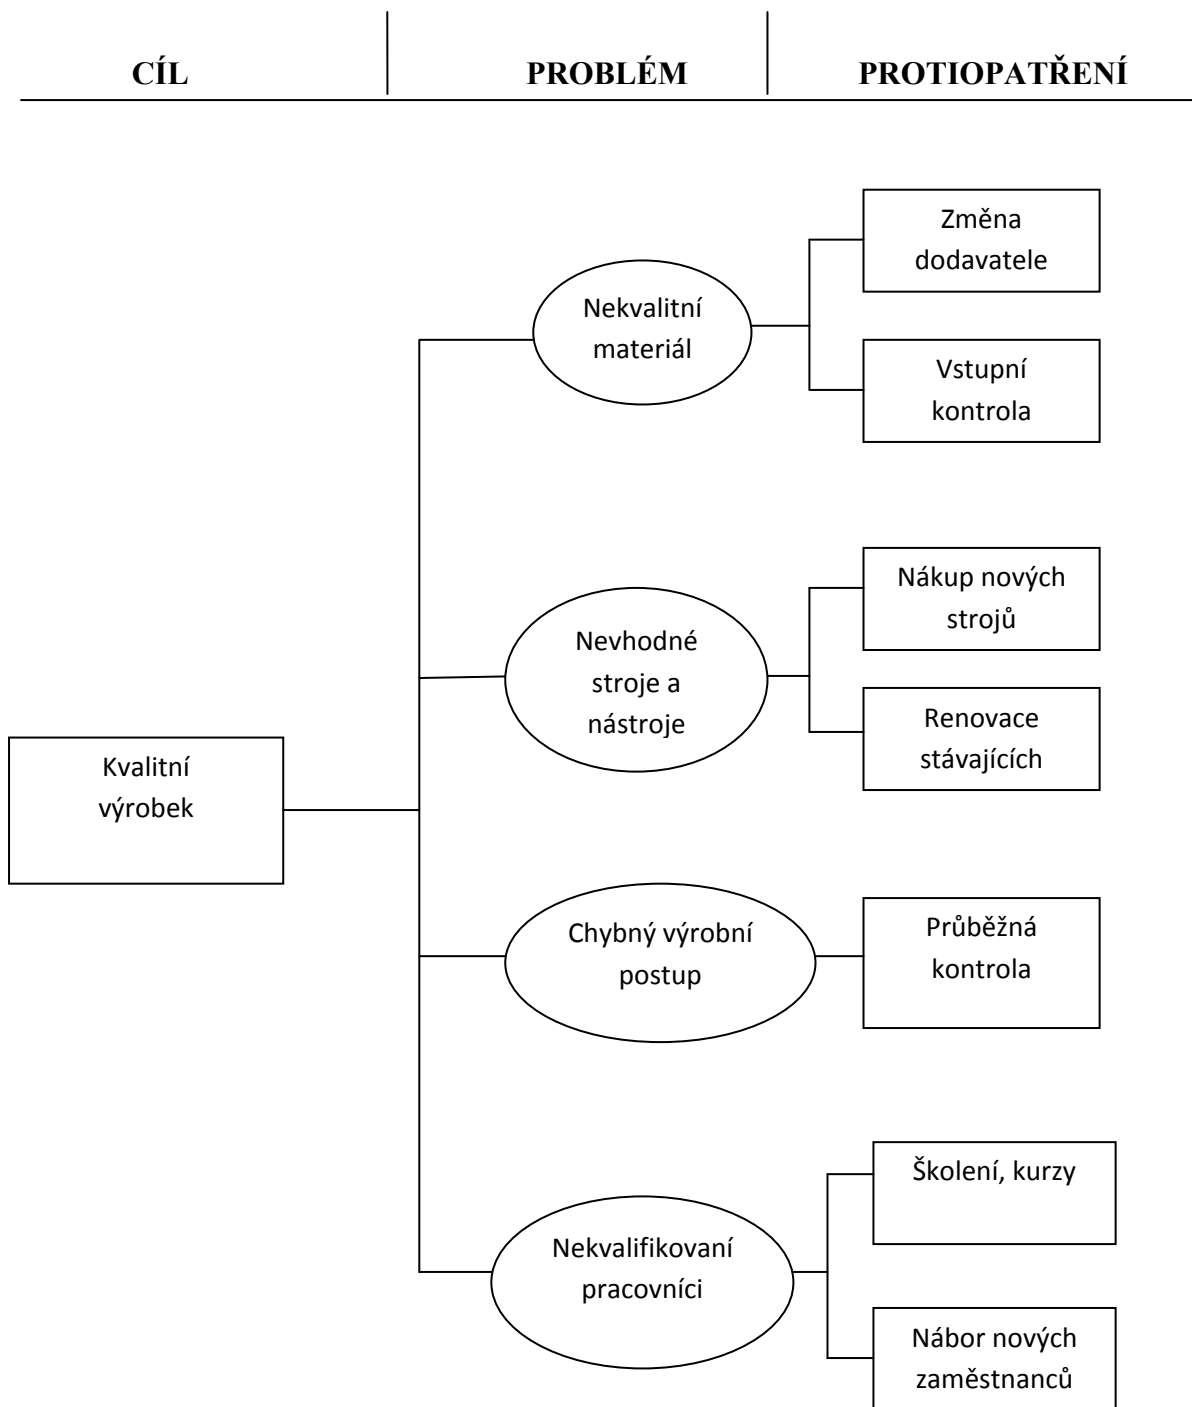 CÍL PROBLÉM PROTIOPATŘENÍ
Změna
dodavatele
Nekvalitní
materiál
Vstupní
kontrola
Nákup nových
strojů
Nevhodné
stroje a
nástroje
Renovace
stávajících
Kvalitní
výrobek
Chybný výrobní
postup
Průběžná
kontrola
Školení, kurzy
Nekvalifikovaní
pracovníci
Nábor nových
zaměstnanců